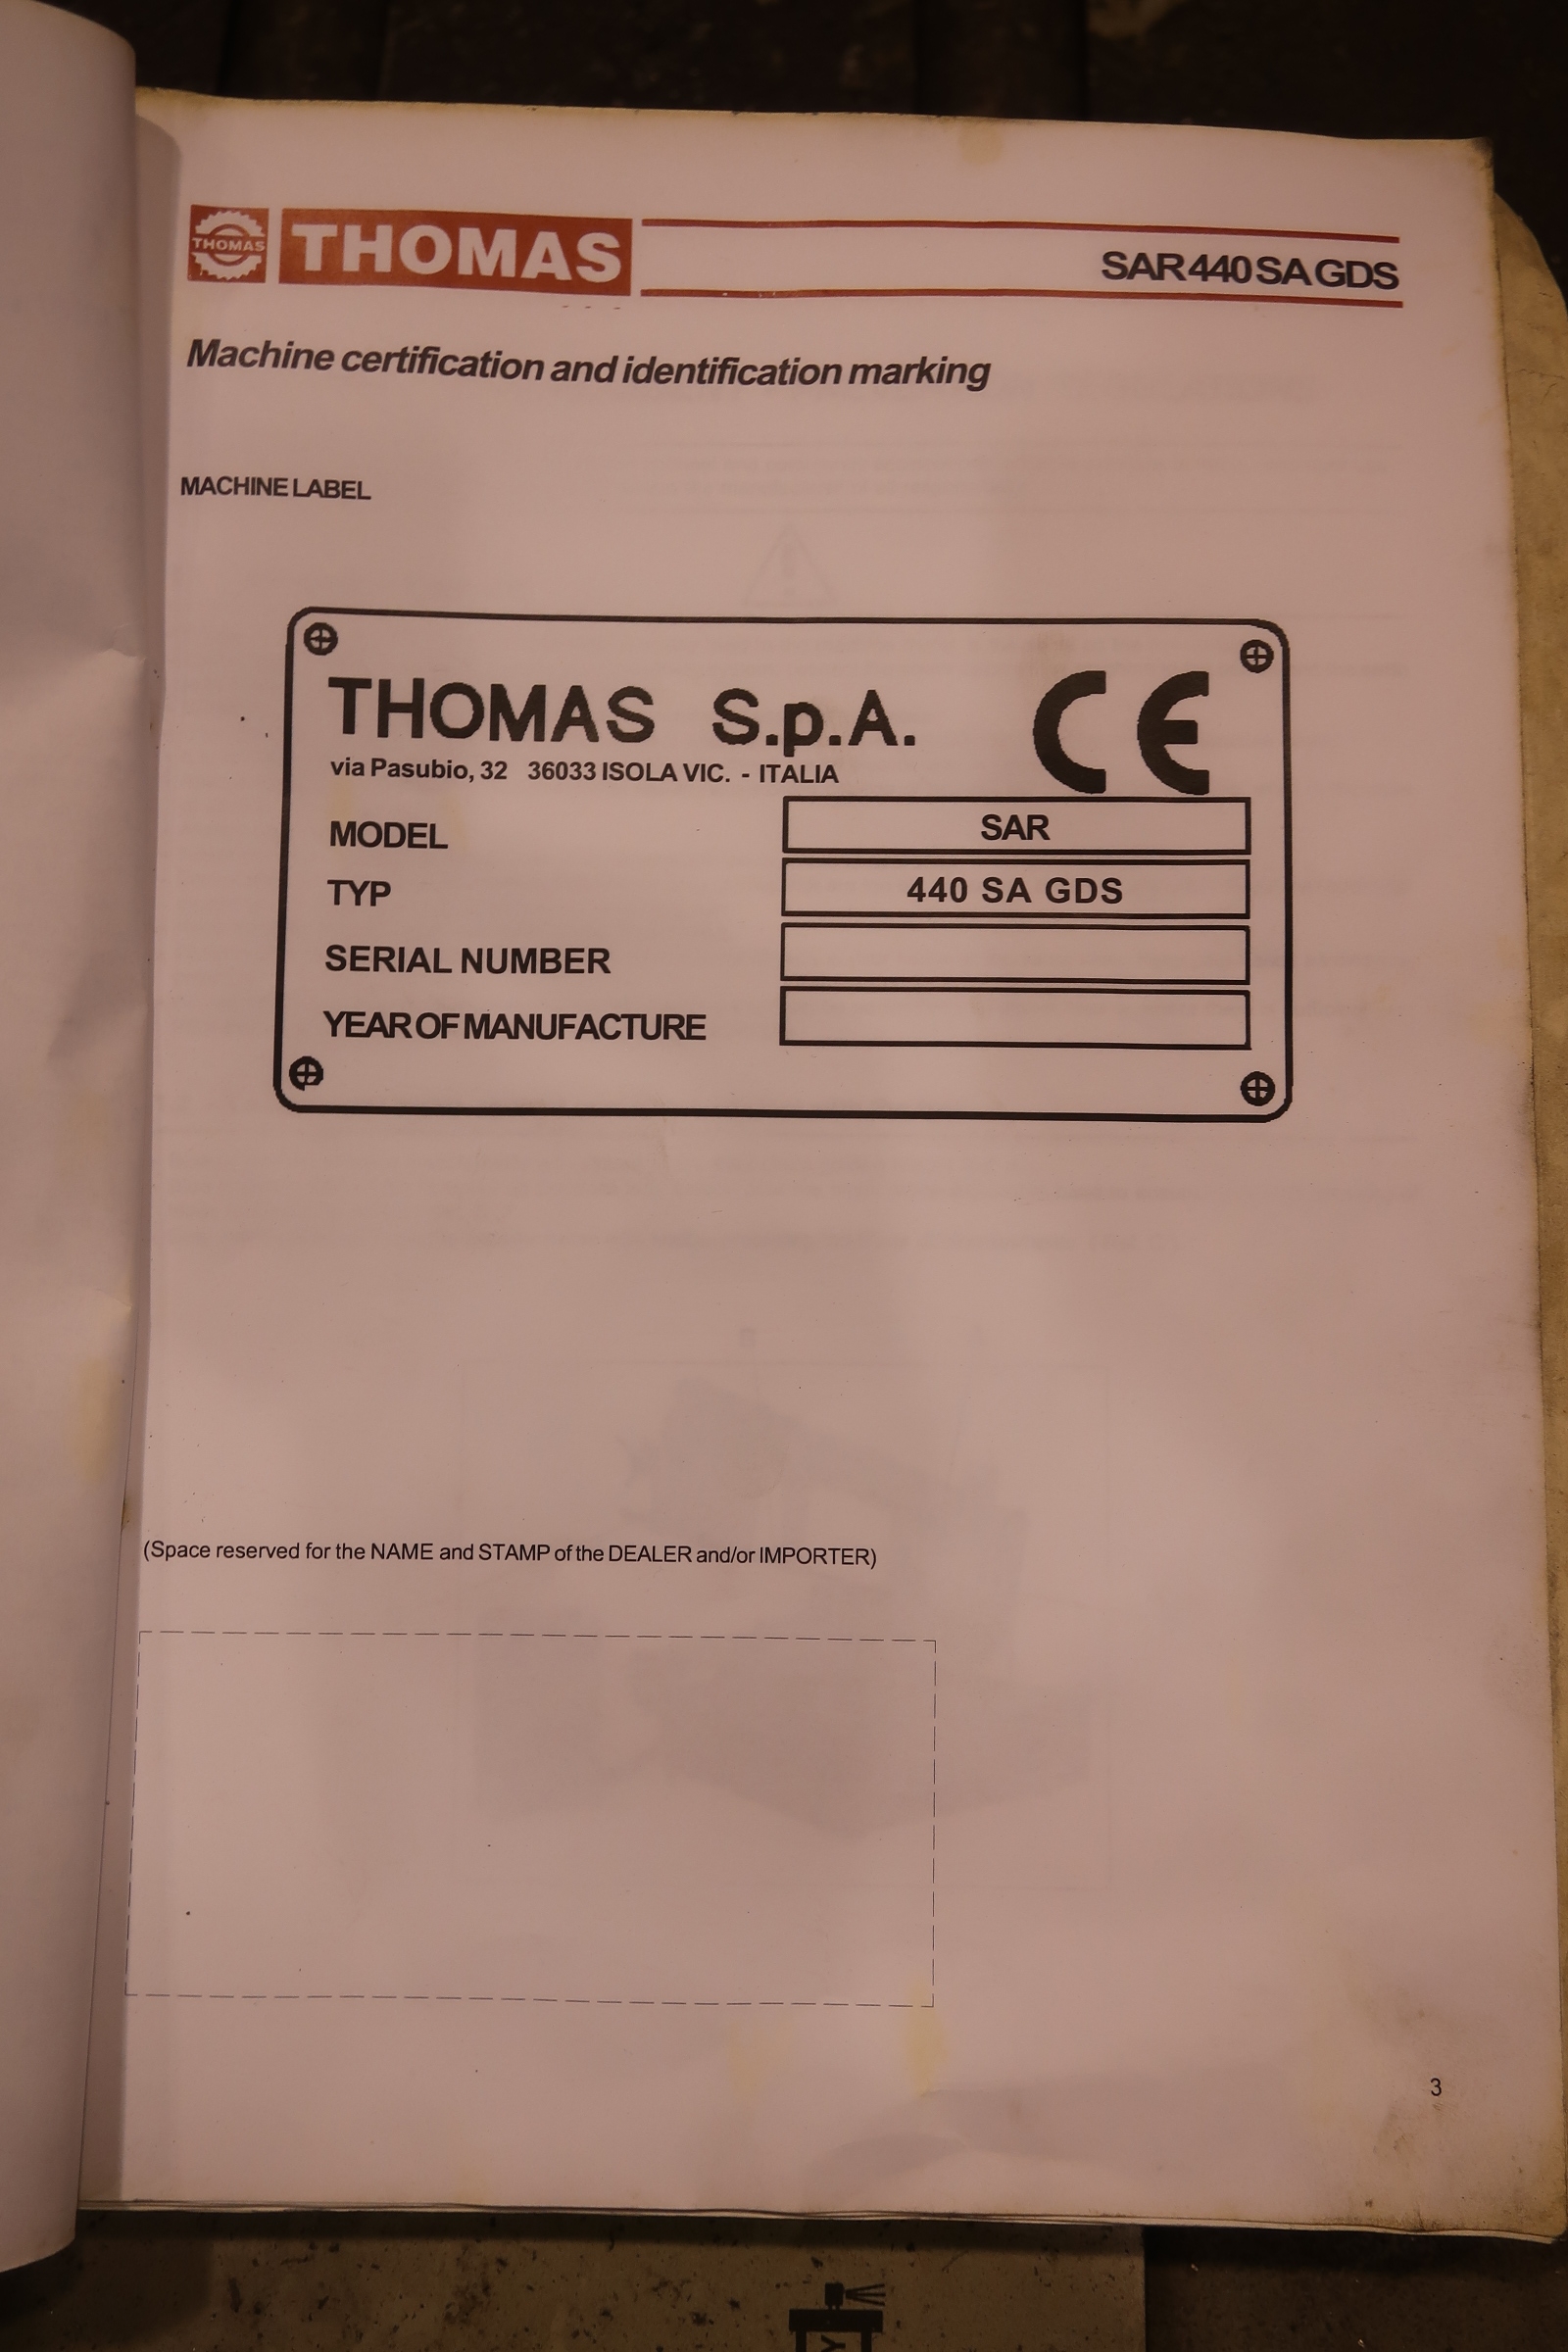 THOMAS THOMAS
SAR 440 SA GDS
Machine certification and identification marking
MACHINE LABEL
THOMAS S.p.A. CE
via Pasubio, 32 36033 ISOLA VIC. - ITALIA
MODEL SAR
TYP 440 SA GDS
SERIAL NUMBER
YEAR OF MANUFACTURE
(Space reserved for the NAME and STAMP of the DEALER and/or IMPORTER)
3